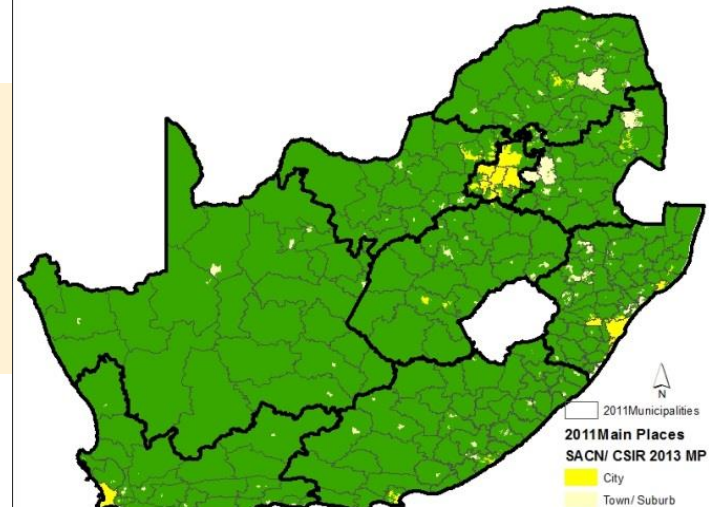 N
2011Municipalities
2011Main Places
SACN/ CSIR 2013 MP
City
Town/ Suburb